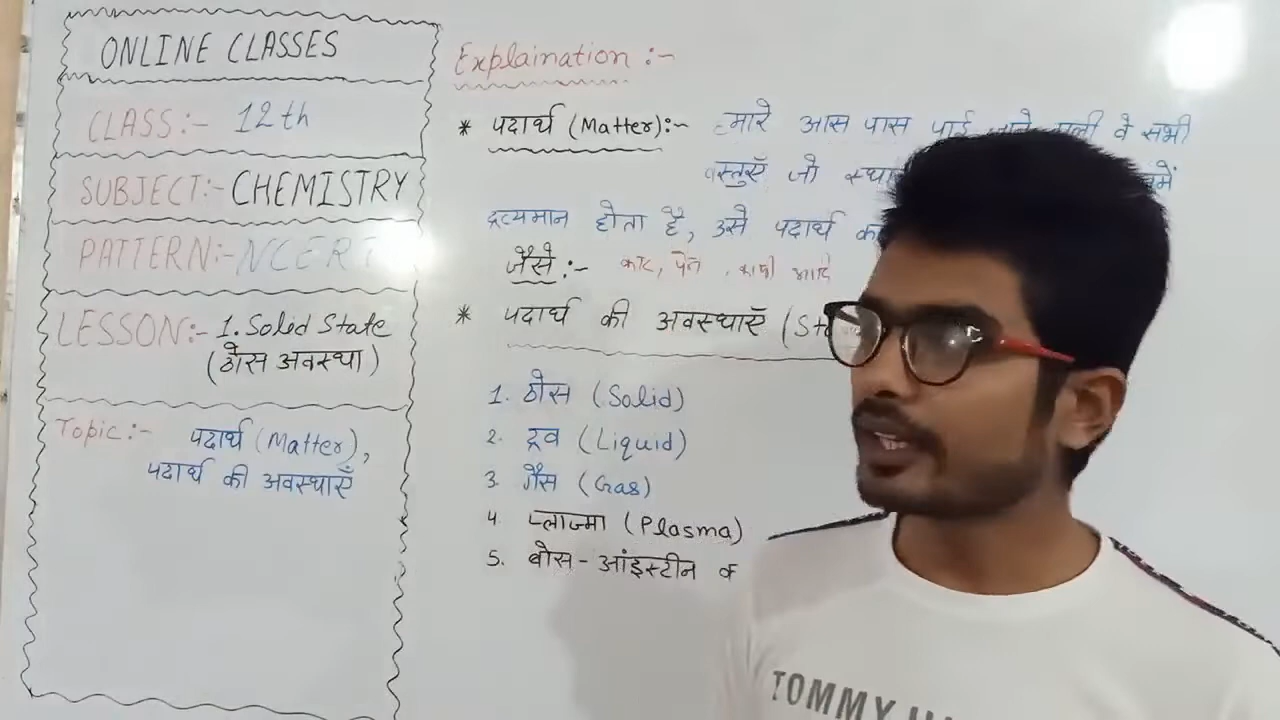 ONLINE CLASSES
CLASS:- 12th
SUBJECT:- CHEMISTRY
PATTERN:- NCERT
LESSON:- 1. Solid State
(ठोस अवस्था)
Topic:- पदार्थ (Matter),
पदार्थ की अवस्थाएँ
Explaination :-
* पदार्थ (Matter):- हमारे आस पास पाई वे सभी
वस्तुएँ जो
द्रव्यमान होता है, उसे पदार्थ
जैसे:- पेन आदि
* पदार्थ की अवस्थाएँ
1. ठोस (Solid)
2. द्रव (Liquid)
3. गैस (Gas)
4. प्लाज्मा (Plasma)
5. बोस-आंइस्टीन
TOMMY